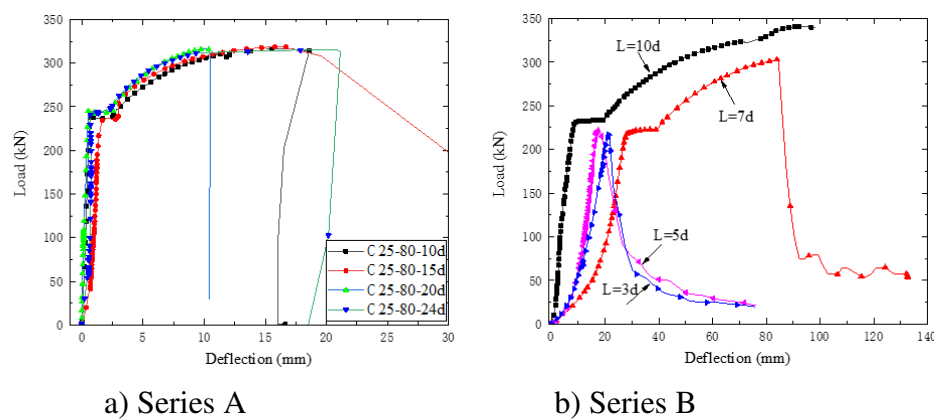 350
300
250
200
150
100
50
0
Load (kN)
0 5 10 15 20 25 30
Deflection (mm)
C 25-80-10d
C 25-80-15d
C 25-80-20d
C 25-80-24d
a) Series A
350
300
250
200
150
100
50
0
Load (kN)
0 20 40 60 80 100 120 140
Deflection (mm)
L=10d
L=7d
L=5d
L=3d
b) Series B